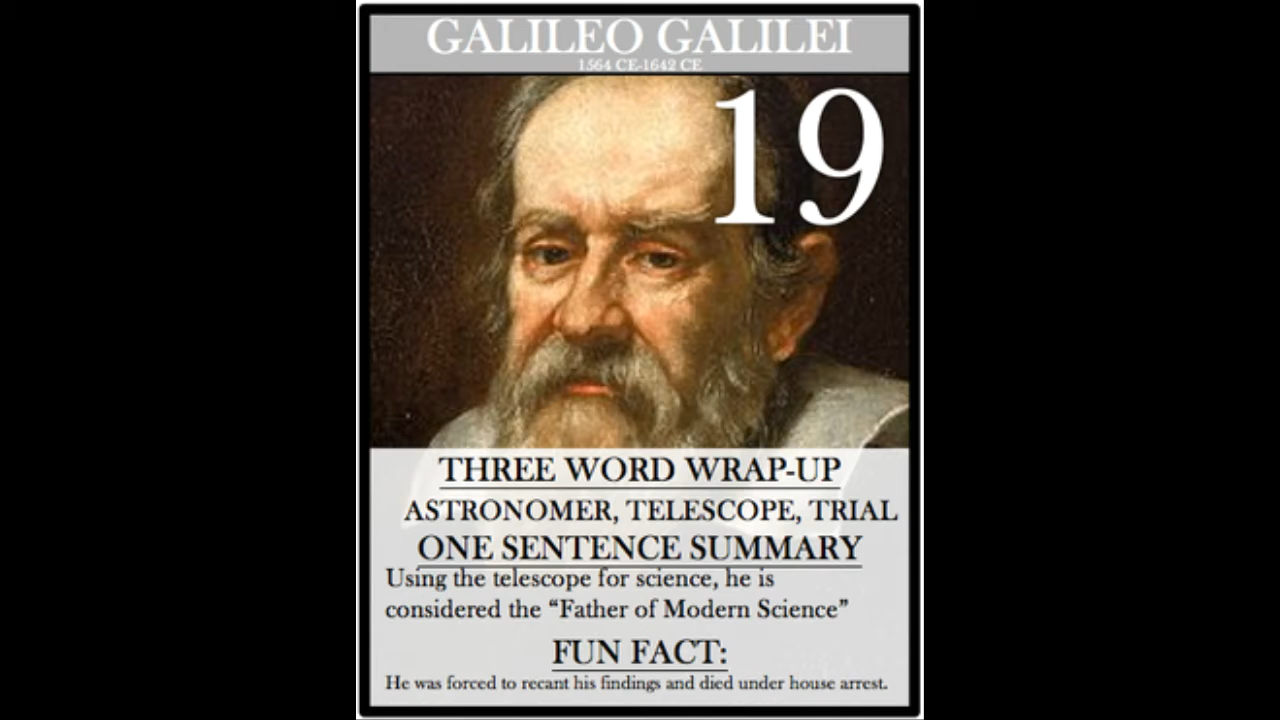 GALILEO GALILEI
1564 CE-1642 CE
19
THREE WORD WRAP-UP
ASTRONOMER, TELESCOPE, TRIAL
ONE SENTENCE SUMMARY
Using the telescope for science, he is
considered the “Father of Modern Science”
FUN FACT:
He was forced to recant his findings and died under house arrest.